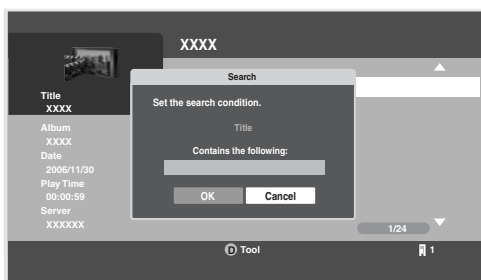 XXXX
Title
XXXX
Album
XXXX
Date
2006/11/30
Play Time
00:00:59
Server
XXXXXX
Search
Set the search condition.
Title
Contains the following:
OK Cancel
1/24
D Tool
1